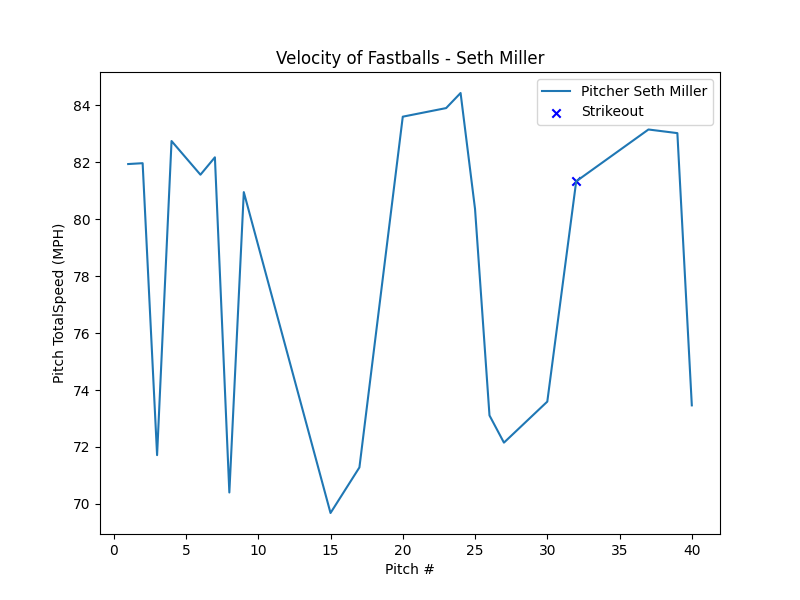 Velocity of Fastballs - Seth Miller
Pitcher Seth Miller
Strikeout
84
82
80
78
76
74
72
70
Pitch TotalSpeed (MPH)
0 5 10 15 20 25 30 35 40
Pitch #